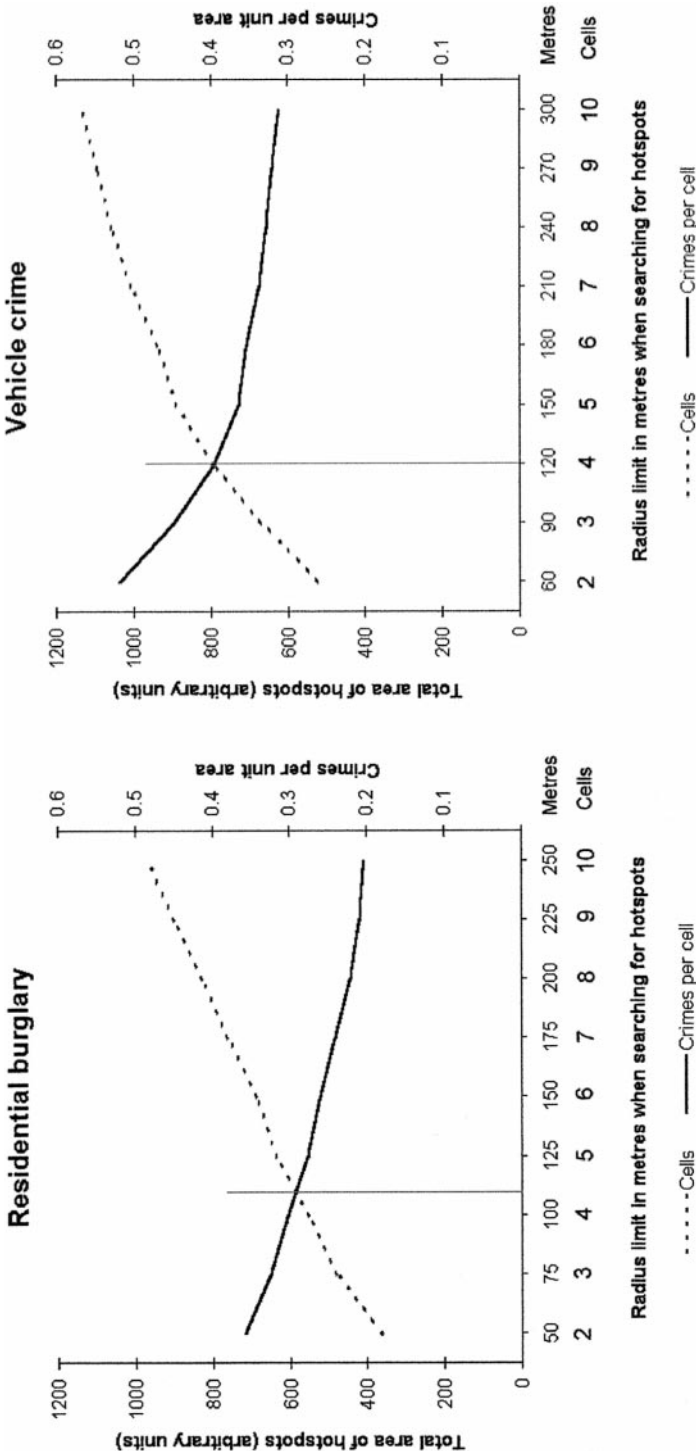 Residential burglary
Total area of hotspots (arbitrary units)
1200
1000
800
600
400
200
0
Crimes per unit area
0.6
0.5
0.4
0.3
0.2
0.1
50 75 100 125 150 175 200 225 250 Metres
2 3 4 5 6 7 8 9 10 Cells
Radius limit in metres when searching for hotspots
Cells Crimes per cell
Vehicle crime
Total area of hotspots (arbitrary units)
1200
1000
800
600
400
200
0
Crimes per unit area
0.6
0.5
0.4
0.3
0.2
0.1
60 90 120 150 180 210 240 270 300 Metres
2 3 4 5 6 7 8 9 10 Cells
Radius limit in metres when searching for hotspots
Cells Crimes per cell